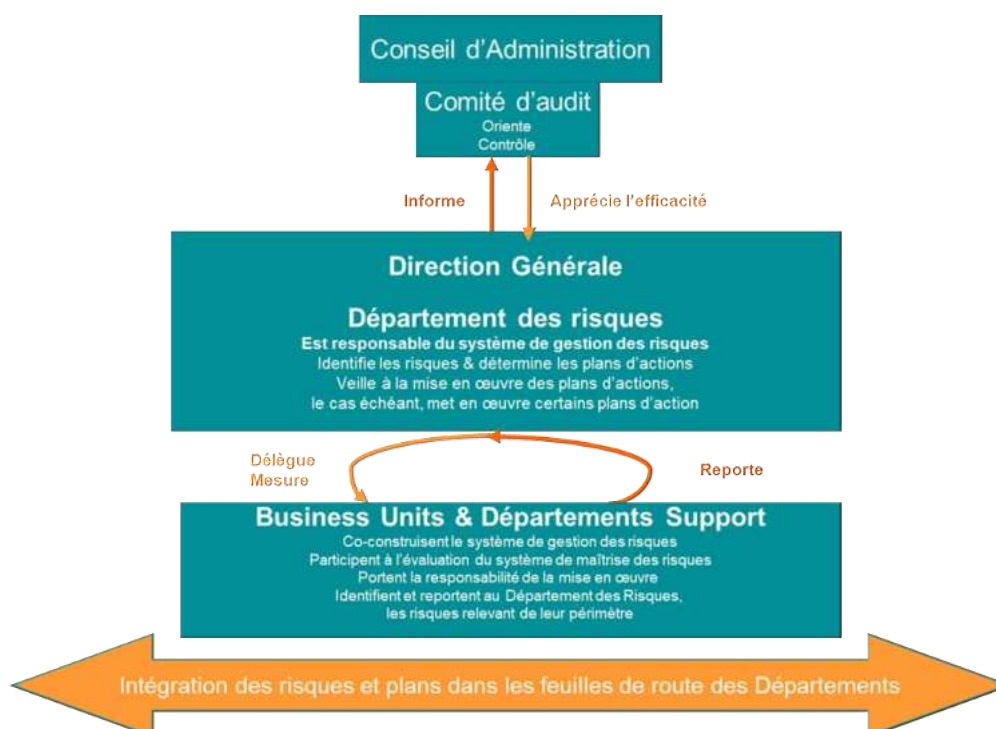 Conseil d'Administration
Comité d'audit
Oriente
Contrôle
Informe
Apprécie l'efficacité
Direction Générale
Département des risques
Est responsable du système de gestion des risques
Identifie les risques & détermine les plans d'actions
Veille à la mise en œuvre des plans d'actions,
le cas échéant, met en œuvre certains plans d'action
Délègue
Mesure
Reporte
Business Units & Départements Support
Co-construisent le système de gestion des risques
Participent à l'évaluation du système de maîtrise des risques
Portent la responsabilité de la mise en œuvre
Identifient et reportent au Département des Risques,
les risques relevant de leur périmètre
Intégration des risques et plans dans les feuilles de route des Départements